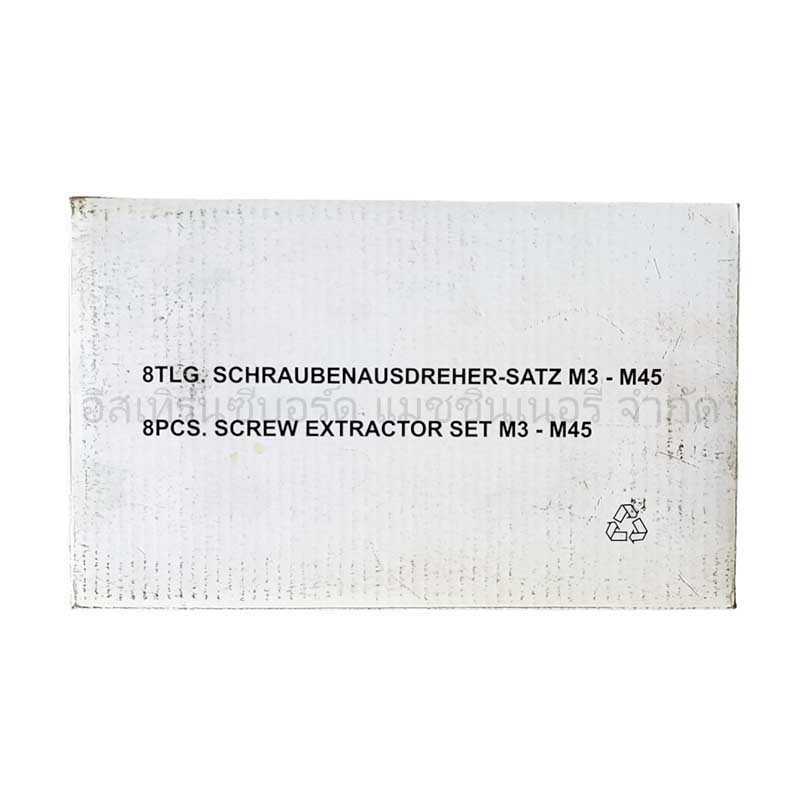 8TLG. SCHRAUBENAUSDREHER-SATZ M3 - M45
อีสเทิร์นซีบอร์ด แมชชินเนอรี่ จำกัด
8PCS. SCREW EXTRACTOR SET M3 - M45